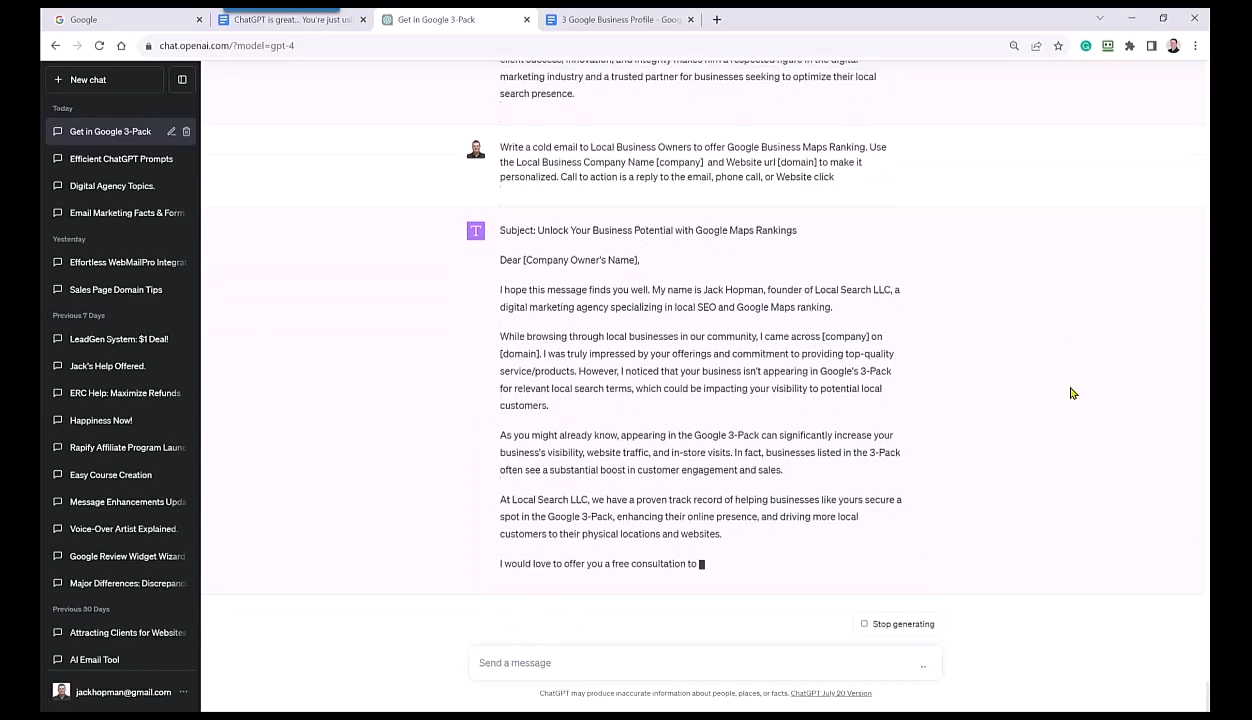 Google
ChatGPT is great... You're just usi
Get in Google 3-Pack
3 Google Business Profile - Goog
chat.openai.com/?model=gpt-4
New chat
Today
Get in Google 3-Pack
Efficient ChatGPT Prompts
Digital Agency Topics.
Email Marketing Facts & Form
Yesterday
Effortless WebMailPro Integrat
Sales Page Domain Tips
Previous 7 Days
LeadGen System: $1 Deal!
Jack's Help Offered.
ERC Help: Maximize Refunds
Happiness Now!
Rapify Affiliate Program Laun
Easy Course Creation
Message Enhancements Upda
Voice-Over Artist Explained.
Google Review Widget Wizard
Major Differences: Discrepanc
Previous 30 Days
Attracting Clients for Websites
AI Email Tool
jackhopman@gmail.com
client success, innovation, and integrity makes him a respected figure in the digital
marketing industry and a trusted partner for businesses seeking to optimize their local
search presence.
Write a cold email to Local Business Owners to offer Google Business Maps Ranking. Use
the Local Business Company Name [company] and Website url [domain] to make it
personalized. Call to action is a reply to the email, phone call, or Website click
T
Subject: Unlock Your Business Potential with Google Maps Rankings
Dear [Company Owner's Name],
I hope this message finds you well. My name is Jack Hopman, founder of Local Search LLC, a
digital marketing agency specializing in local SEO and Google Maps ranking.
While browsing through local businesses in our community, I came across [company] on
[domain]. I was truly impressed by your offerings and commitment to providing top-quality
service/products. However, I noticed that your business isn't appearing in Google's 3-Pack
for relevant local search terms, which could be impacting your visibility to potential local
customers.
As you might already know, appearing in the Google 3-Pack can significantly increase your
business's visibility, website traffic, and in-store visits. In fact, businesses listed in the 3-Pack
often see a substantial boost in customer engagement and sales.
At Local Search LLC, we have a proven track record of helping businesses like yours secure a
spot in the Google 3-Pack, enhancing their online presence, and driving more local
customers to their physical locations and websites.
I would love to offer you a free consultation to
Stop generating
Send a message
ChatGPT may produce inaccurate information about people, places, or facts. ChatGPT July 20 Version